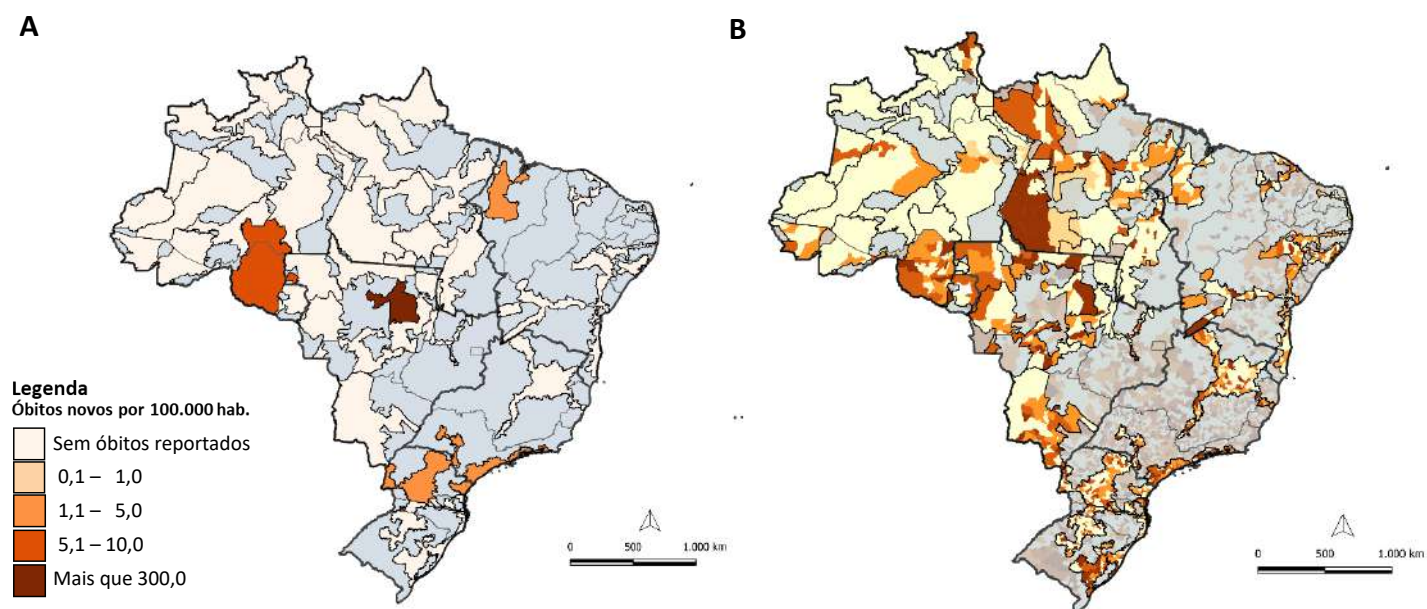 A
B
Legenda
Óbitos novos por 100.000 hab.
Sem óbitos reportados
0,1 – 1,0
1,1 – 5,0
5,1 – 10,0
Mais que 300,0
0 500 1.000 km
0 500 1.000 km